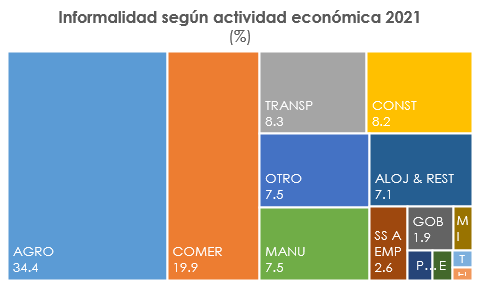 Informalidad según actividad económica 2021
(%)
TRANSP
8.3
CONST
8.2
OTRO
7.5
ALOJ & REST
7.1
AGRO
34.4
COMER
19.9
MANU
7.5
SS A
EMP
2.6
GOB
1.9
M
I
P...
E
T